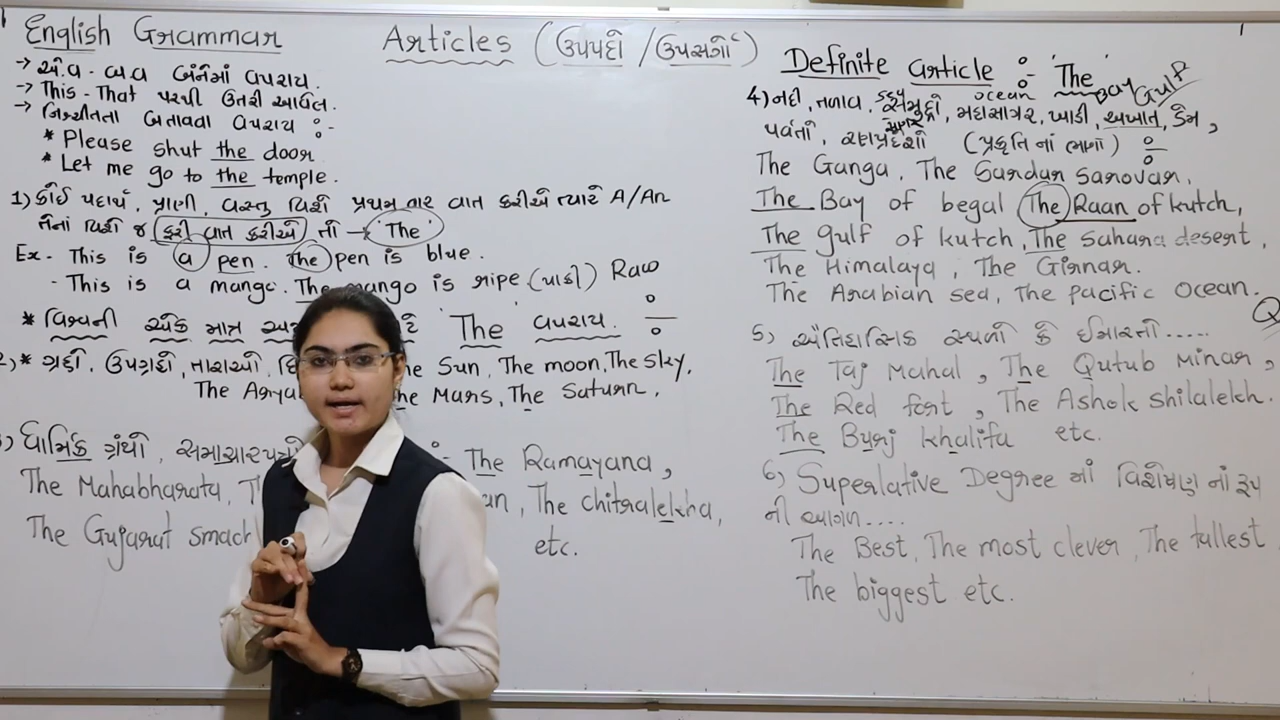 English Grammar
Articles (ઉપપદો /ઉપસર્ગો)
→ એ.વ - બ.વ બંનેમાં વપરાય.
→ This - That પરથી ઉતરી આવેલ.
→ નિશ્ચીતતા બતાવવા વપરાય :-
* Please shut the door
* Let me go to the temple.
1) કોઈ પદાર્થ, પ્રાણી, વસ્તુ વિશે પ્રથમ વાર વાત કરીએ ત્યારે A/An
તેના વિશે જ ફરી વાત કરીએ તો → The
Ex - This is a pen. The pen is blue.
- This is a mango. The mango is ripe (પાકી) Raw
* વિશ્વની એક માત્ર The વપરાય.
2) * ગ્રહો, ઉપગ્રહો, તારાઓ, The Sun, The moon, The Sky,
The Mars, The Saturn,
ધાર્મિક ગ્રંથો, The Ramayana,
The Mahabharata, The chitralekha,
The Gujarat etc.
Definite article :- 'The'
Bay Gulf
ocean
4) નદી, તળાવ, સમુદ્રો, મહાસાગર, ખાડી, અખાત, ડેમ,
પર્વતો, રણપ્રદેશો (પ્રકૃતિ નાં ભાગો) :-
The Ganga, The Sardar Sarovar,
The Bay of begal The Raan of kutch,
The gulf of kutch, The Sahara desert,
The Himalaya, The Girnar.
The Arabian sea, The pacific Ocean.
5) ઐતિહાસિક સ્થળો કે ઈમારતો.....
The Taj Mahal, The Qutub Minar,
The Red fort, The Ashok shilalekh.
The Burj khalifa etc.
6) Superlative Degree માં વિશેષણ નાં રૂપ
ની આગળ....
The Best, The most clever, The tallest
The biggest etc.